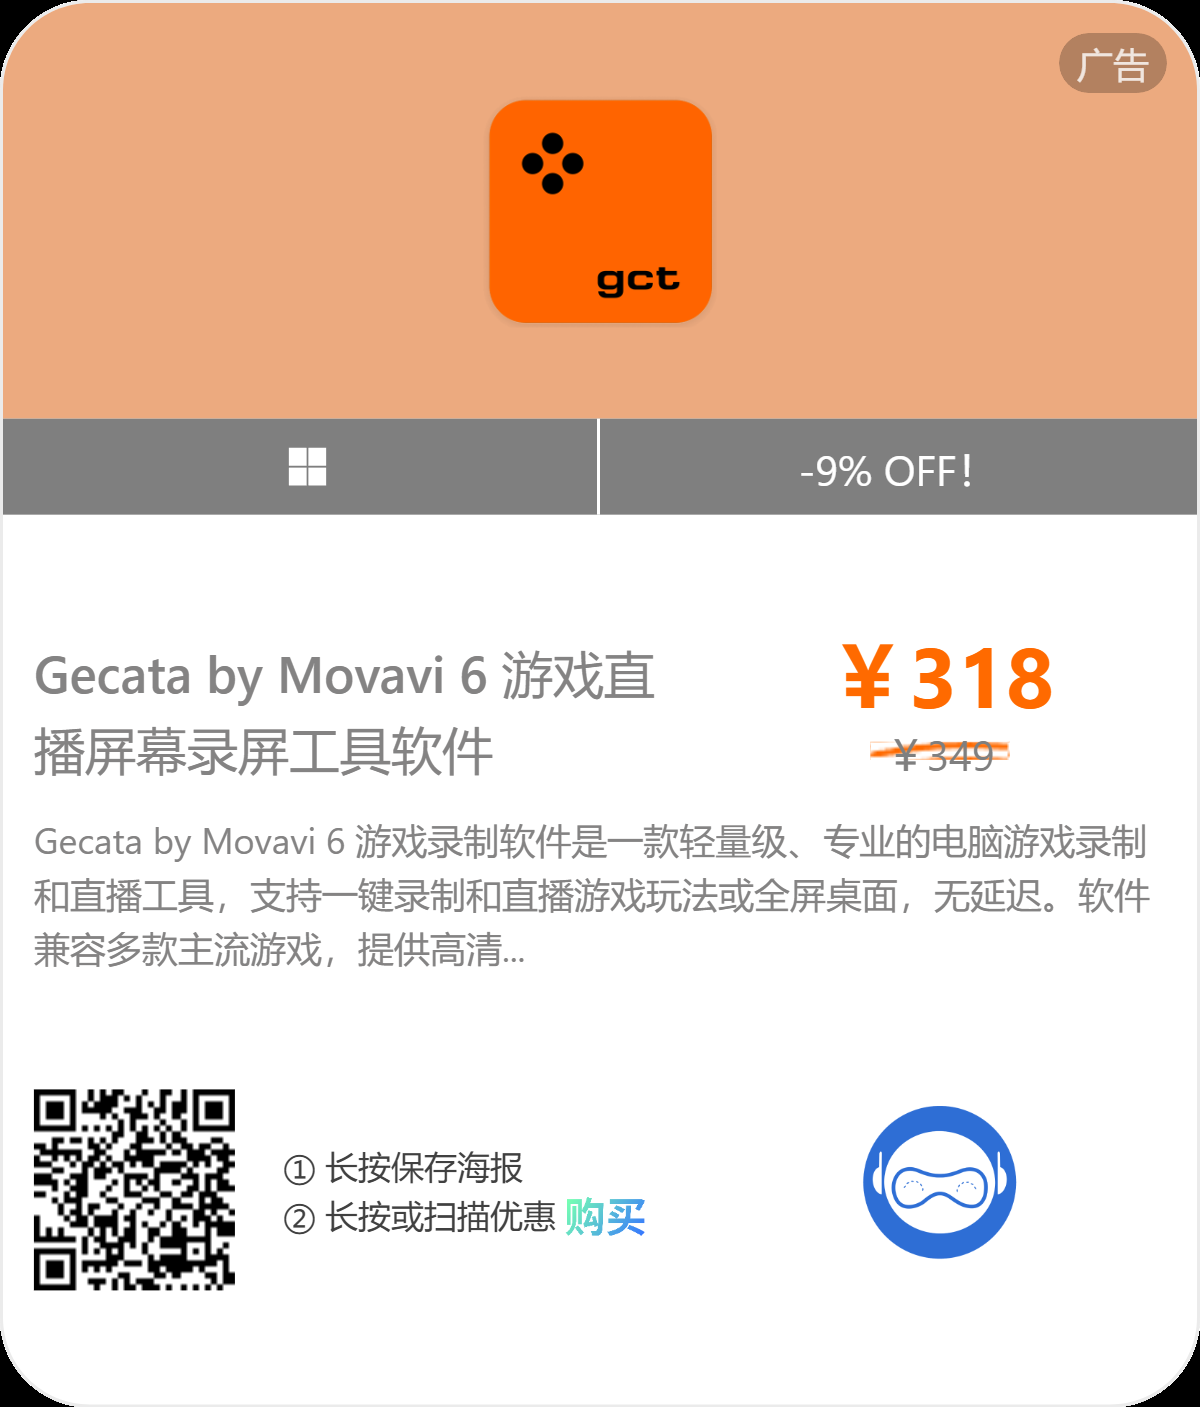 广告
gct
-9% OFF!
Gecata by Movavi 6 游戏直
播屏幕录屏工具软件
￥318
￥349
Gecata by Movavi 6 游戏录制软件是一款轻量级、专业的电脑游戏录制
和直播工具，支持一键录制和直播游戏玩法或全屏桌面，无延迟。软件
兼容多款主流游戏，提供高清...
① 长按保存海报
② 长按或扫描优惠 购买